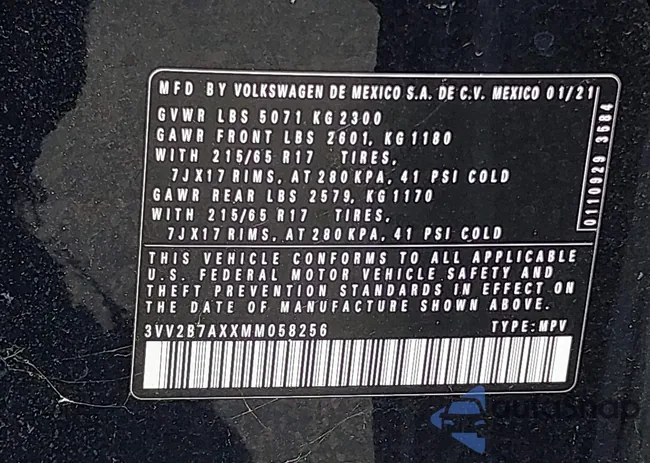 MFD BY VOLKSWAGEN DE MEXICO S.A. DE C.V. MEXICO 01/21
GVWR LBS 5071 KG 2300
GAWR FRONT LBS 2601, KG 1180
WITH 215/65 R17 TIRES,
7JX17 RIMS, AT 280 KPA, 41 PSI COLD
GAWR REAR LBS 2579, KG 1170
WITH 215/65 R17 TIRES,
7JX17 RIMS, AT 280 KPA, 41 PSI COLD
0110929 3584
THIS VEHICLE CONFORMS TO ALL APPLICABLE
U.S. FEDERAL MOTOR VEHICLE SAFETY AND
THEFT PREVENTION STANDARDS IN EFFECT ON
THE DATE OF MANUFACTURE SHOWN ABOVE.
3VV2B7AXXMM058256 TYPE: MPV